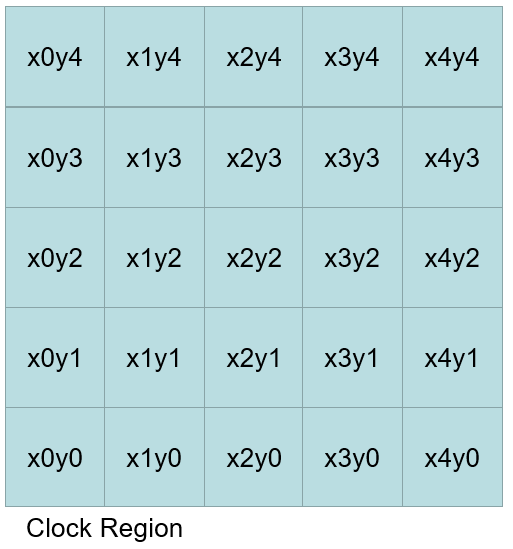 x0y4 x1y4 x2y4 x3y4 x4y4
x0y3 x1y3 x2y3 x3y3 x4y3
x0y2 x1y2 x2y2 x3y2 x4y2
x0y1 x1y1 x2y1 x3y1 x4y1
x0y0 x1y0 x2y0 x3y0 x4y0
Clock Region